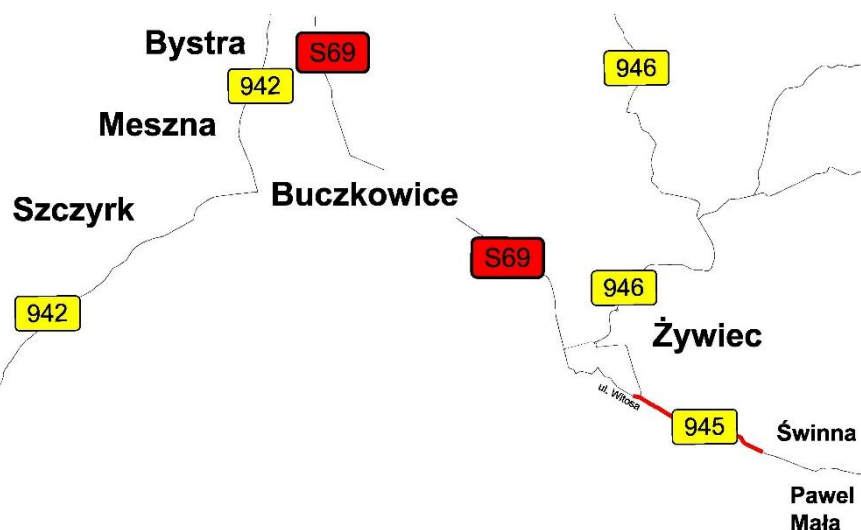 Bystra
S69
942
946
Meszna
Buczkowice
Szczyrk
S69
946
942
Żywiec
ul. Witosa
945
Świnna
Pawel
Mała